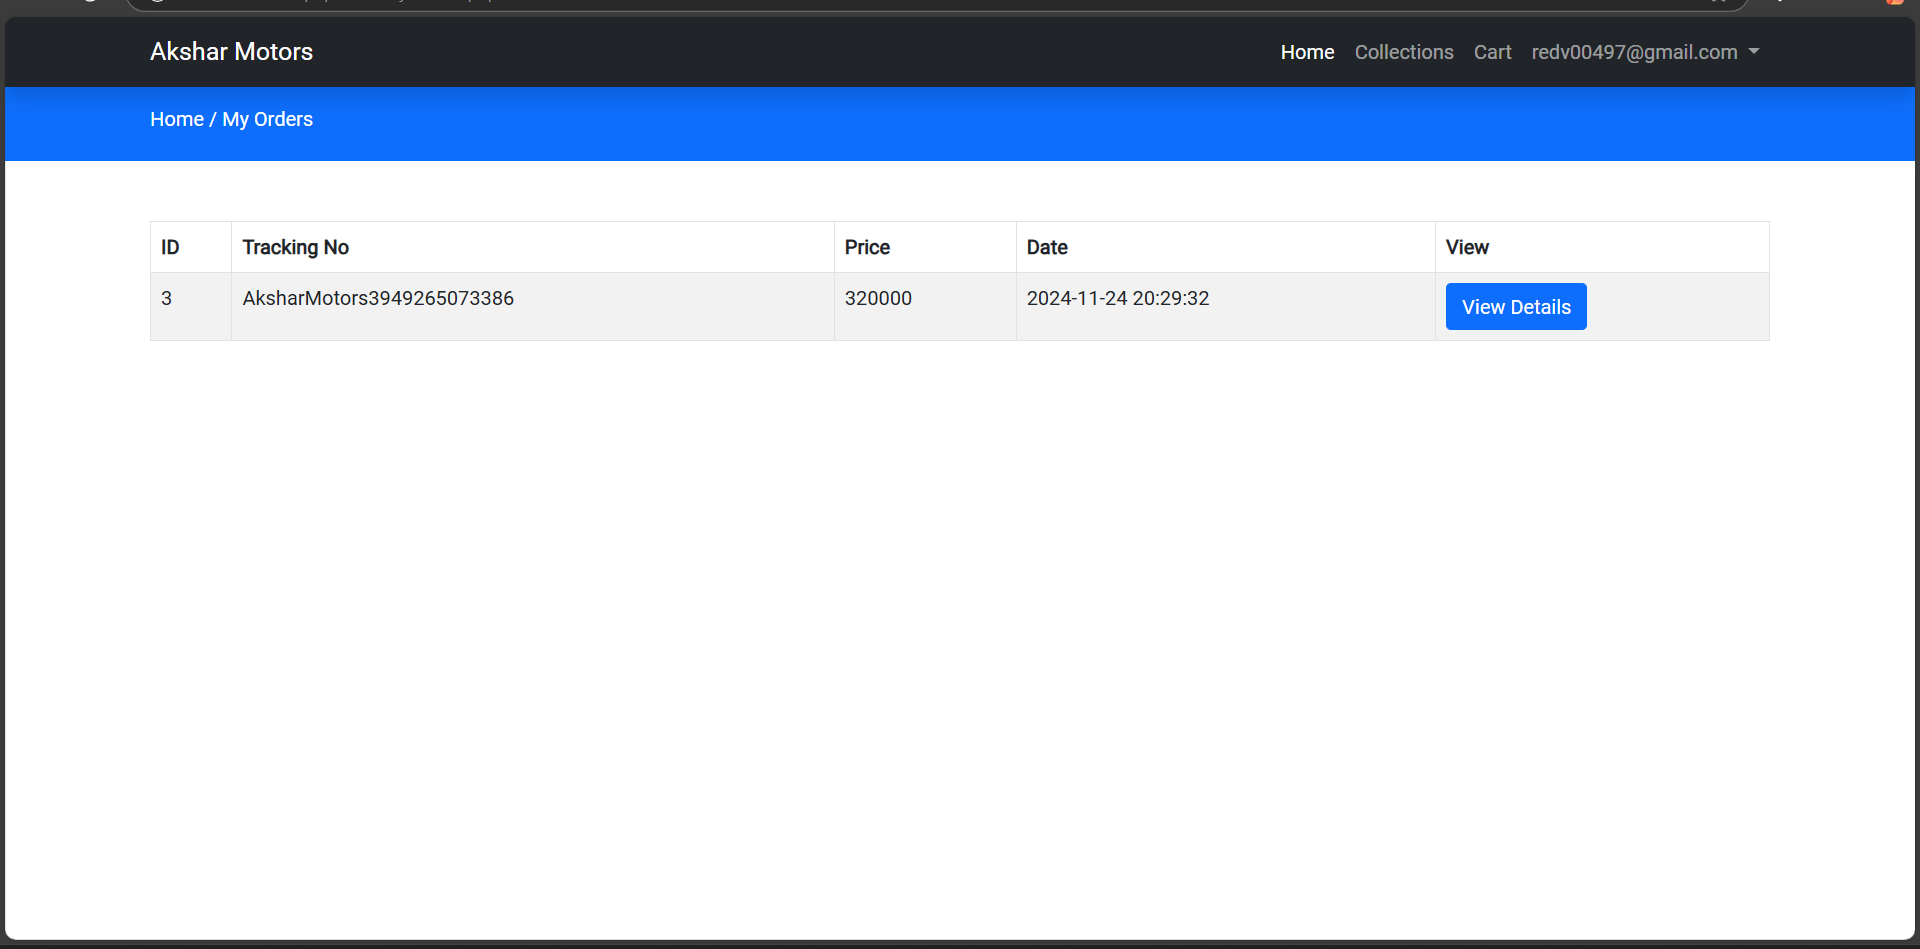 Akshar Motors
Home Collections Cart redv00497@gmail.com
Home / My Orders
ID Tracking No Price Date View
3 AksharMotors3949265073386 320000 2024-11-24 20:29:32 View Details